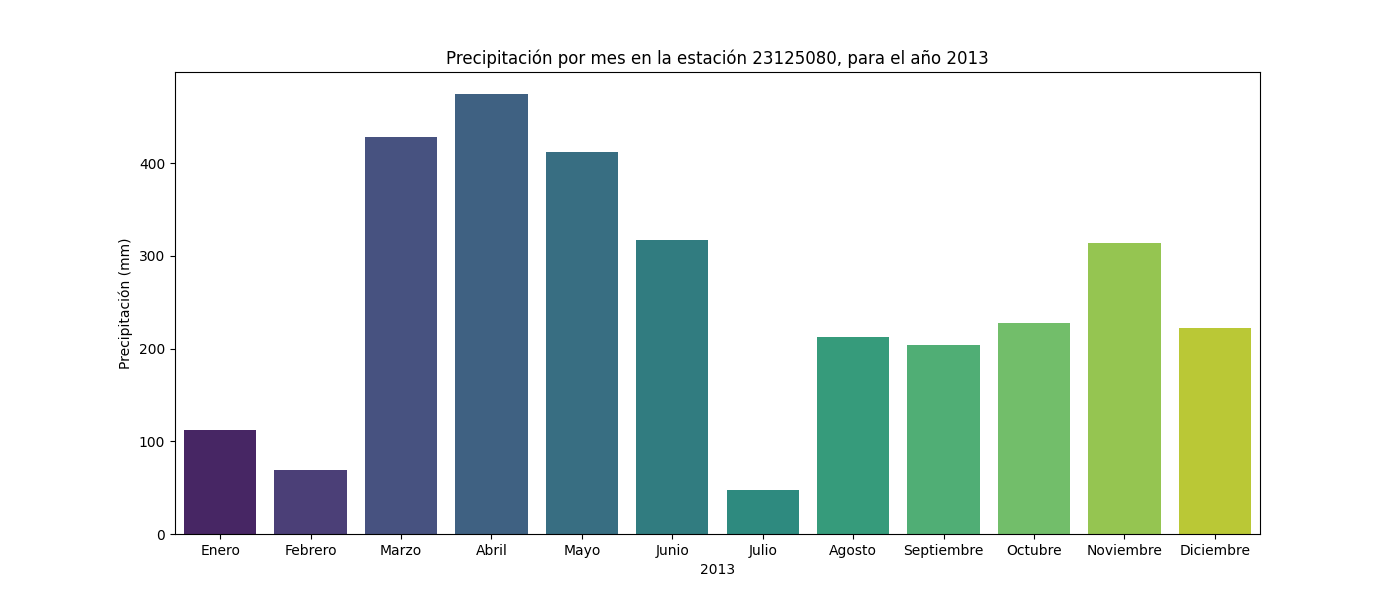 Precipitación por mes en la estación 23125080, para el año 2013
Precipitación (mm)
400
300
200
100
0
Enero Febrero Marzo Abril Mayo Junio Julio Agosto Septiembre Octubre Noviembre Diciembre
2013